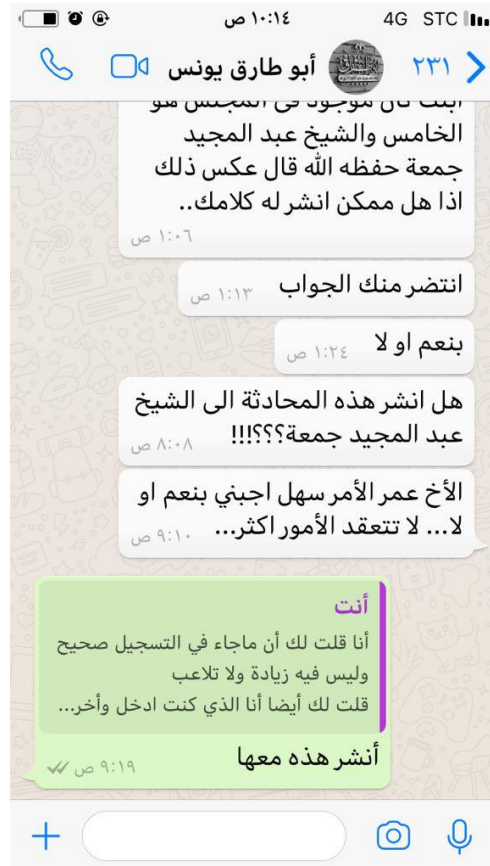 ١٠:١٤ ص
4G STC
أبو طارق يونس
٢٣١
الخامس والشيخ عبد المجيد
جمعة حفظه الله قال عكس ذلك
اذا هل ممكن انشر له كلامك..
١:٠٦ ص
انتضر منك الجواب
١:١٣ ص
بنعم او لا
١:٢٤ ص
هل انشر هذه المحادثة الى الشيخ
عبد المجيد جمعة؟؟؟!!!
٨:٠٨ ص
الأخ عمر الأمر سهل اجبني بنعم او
لا... لا تتعقد الأمور اكثر...
٩:١٠ ص
أنت
أنا قلت لك أن ماجاء في التسجيل صحيح
وليس فيه زيادة ولا تلاعب
قلت لك أيضا أنا الذي كنت ادخل وأخر...
أنشر هذه معها
٩:١٩ ص